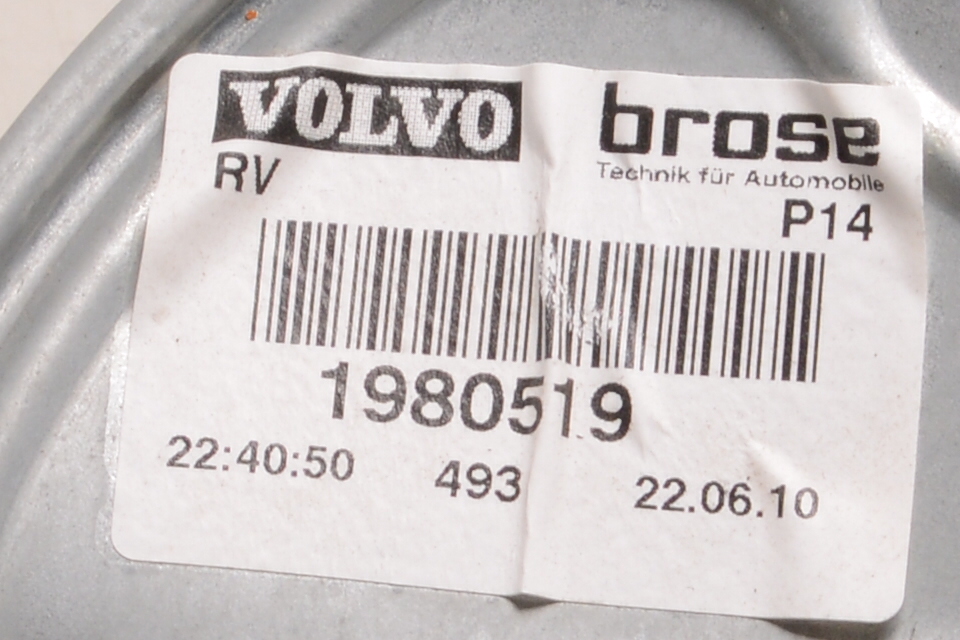 VOLVO brose
RV Technik für Automobile
P14
1980519
22:40:50 493 22.06.10